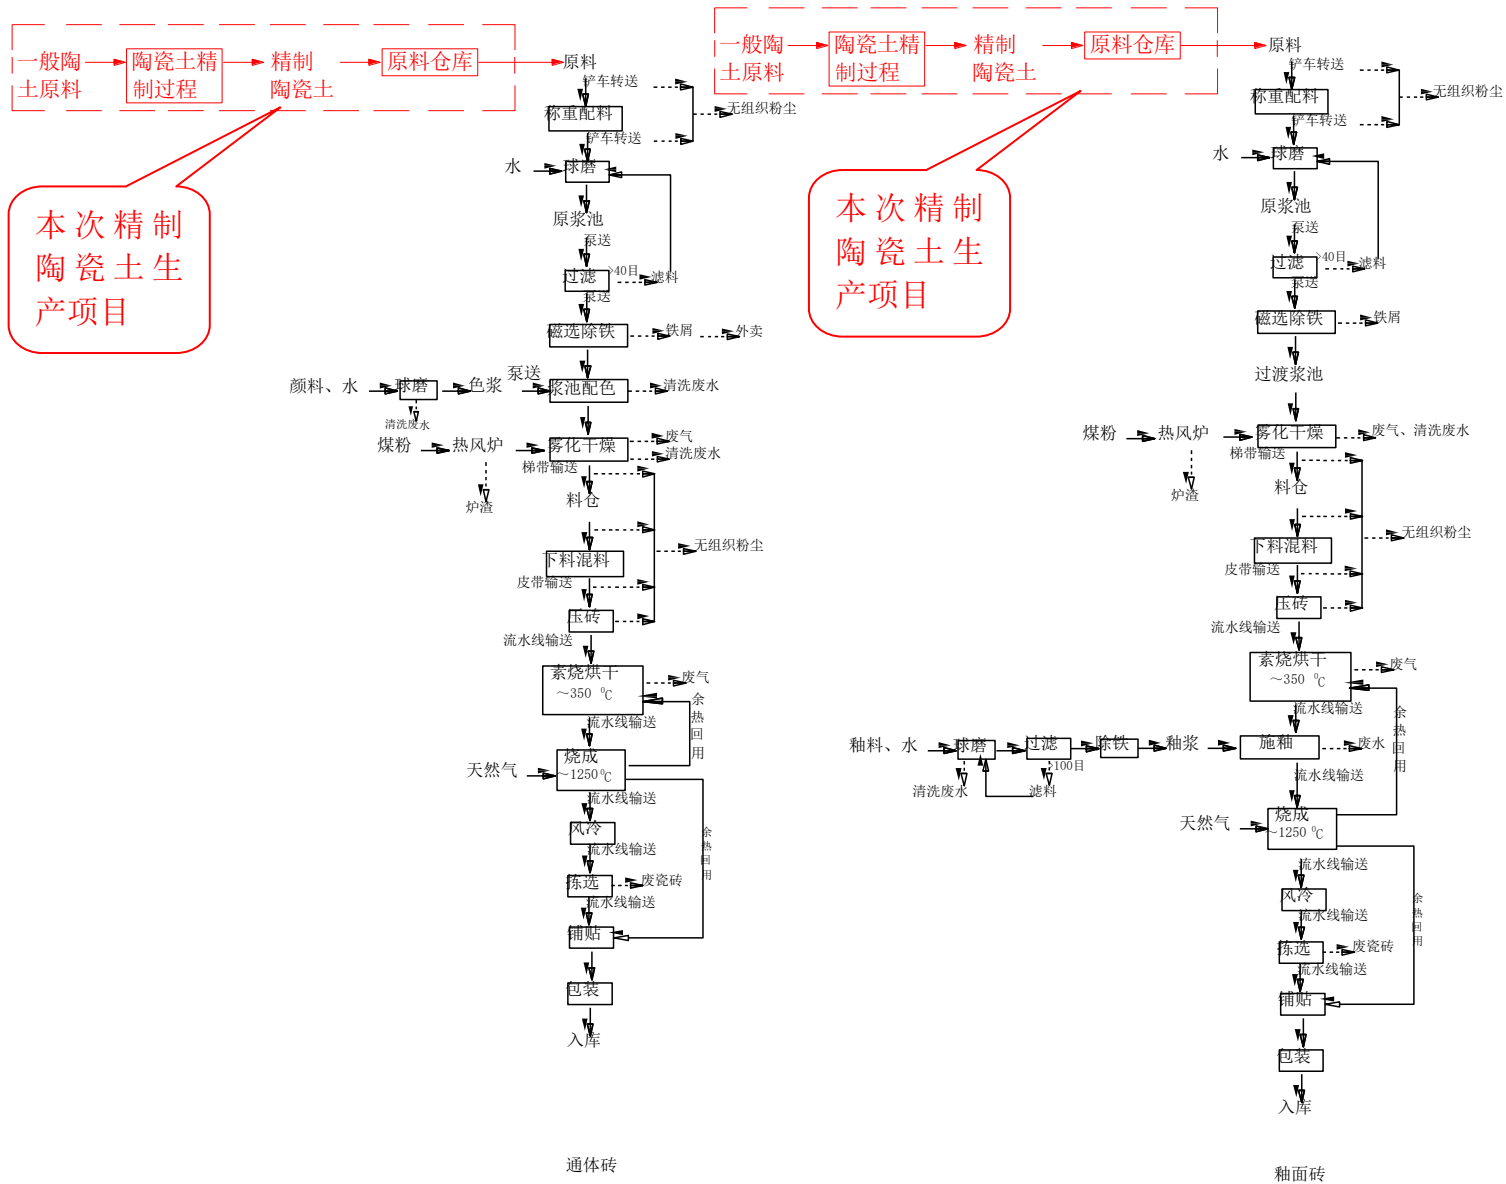 一般陶
土原料
陶瓷土精
制过程
精制
陶瓷土
原料仓库
原料
铲车转送
称重配料
无组织粉尘
铲车转送
水
球磨
原浆池
泵送
过滤
>40目
滤料
泵送
磁选除铁
铁屑
外卖
颜料、水
球磨
色浆
泵送
浆池配色
清洗废水
清洗废水
煤粉
热风炉
雾化干燥
废气
清洗废水
梯带输送
炉渣
料仓
下料混料
无组织粉尘
皮带输送
压砖
流水线输送
素烧烘干
～350 ⁰C
废气
余
热
回
用
流水线输送
天然气
烧成
～1250⁰C
流水线输送
风冷
流水线输送
余
热
回
用
拣选
废瓷砖
流水线输送
铺贴
包装
入库
通体砖
本次精制
陶瓷土生
产项目
一般陶
土原料
陶瓷土精
制过程
精制
陶瓷土
原料仓库
原料
铲车转送
称重配料
无组织粉尘
铲车转送
水
球磨
原浆池
泵送
过滤
>40目
滤料
泵送
磁选除铁
铁屑
过渡浆池
煤粉
热风炉
雾化干燥
废气、清洗废水
梯带输送
炉渣
料仓
下料混料
无组织粉尘
皮带输送
压砖
流水线输送
素烧烘干
～350 ⁰C
废气
余
热
回
用
流水线输送
釉料、水
球磨
过滤
除铁
釉浆
施釉
废水
>100目
清洗废水
滤料
流水线输送
天然气
烧成
～1250 ⁰C
流水线输送
风冷
流水线输送
余
热
回
用
拣选
废瓷砖
流水线输送
铺贴
包装
入库
釉面砖
本次精制
陶瓷土生
产项目